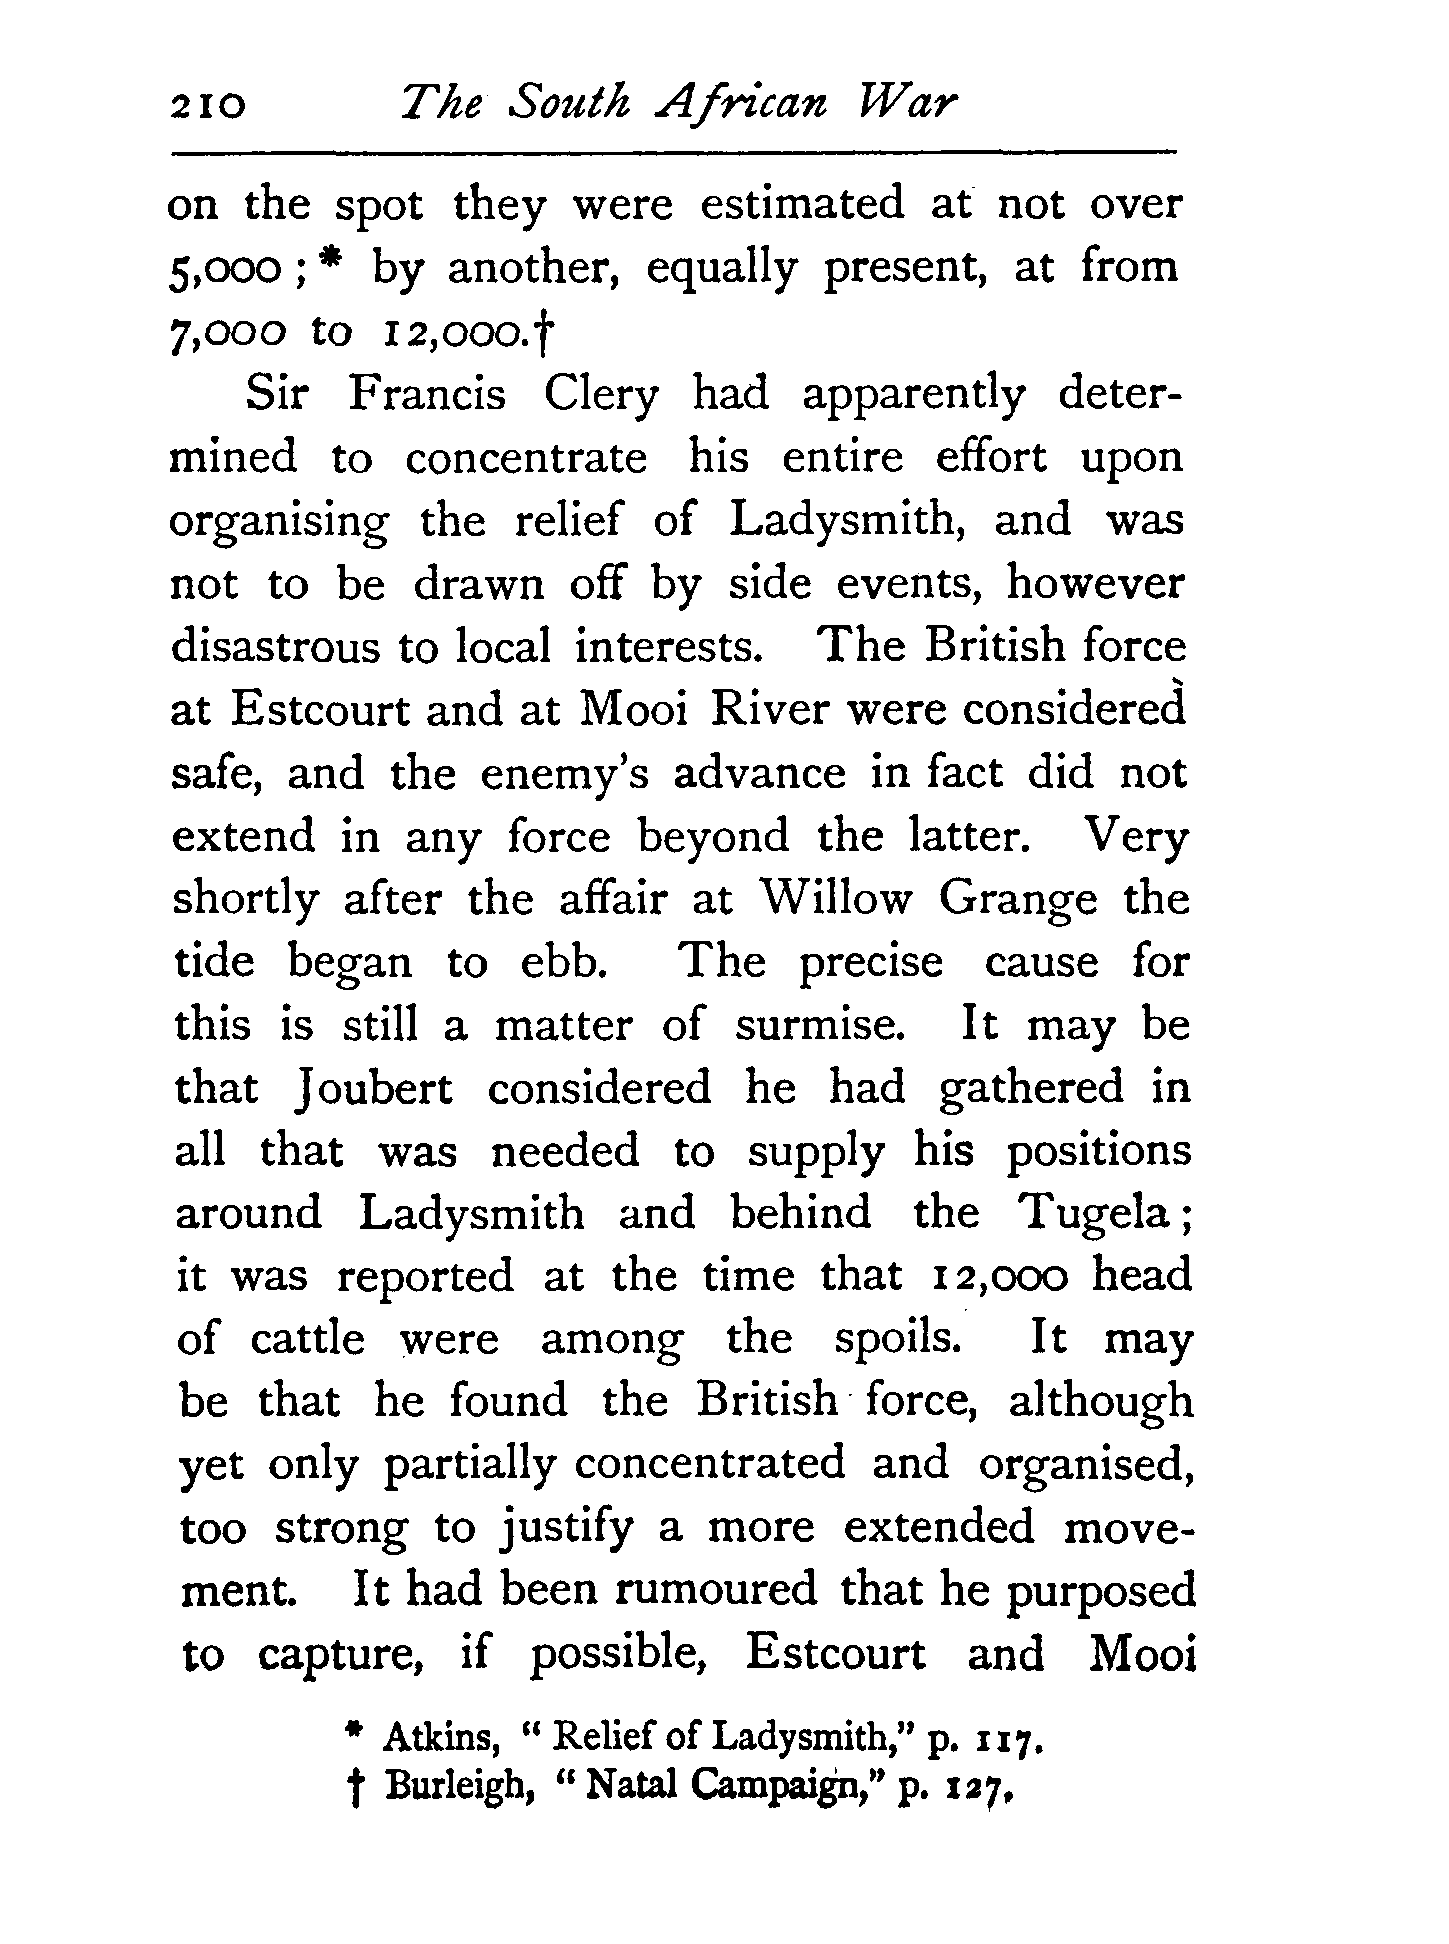 210 The South African War
on the spot they were estimated at not over
5,000 ; * by another, equally present, at from
7,000 to 12,000.†
Sir Francis Clery had apparently deter-
mined to concentrate his entire effort upon
organising the relief of Ladysmith, and was
not to be drawn off by side events, however
disastrous to local interests. The British force
at Estcourt and at Mooi River were considered
safe, and the enemy's advance in fact did not
extend in any force beyond the latter. Very
shortly after the affair at Willow Grange the
tide began to ebb. The precise cause for
this is still a matter of surmise. It may be
that Joubert considered he had gathered in
all that was needed to supply his positions
around Ladysmith and behind the Tugela ;
it was reported at the time that 12,000 head
of cattle were among the spoils. It may
be that he found the British force, although
yet only partially concentrated and organised,
too strong to justify a more extended move-
ment. It had been rumoured that he purposed
to capture, if possible, Estcourt and Mooi
* Atkins, “ Relief of Ladysmith,” p. 117.
† Burleigh, “ Natal Campaign,” p. 127.